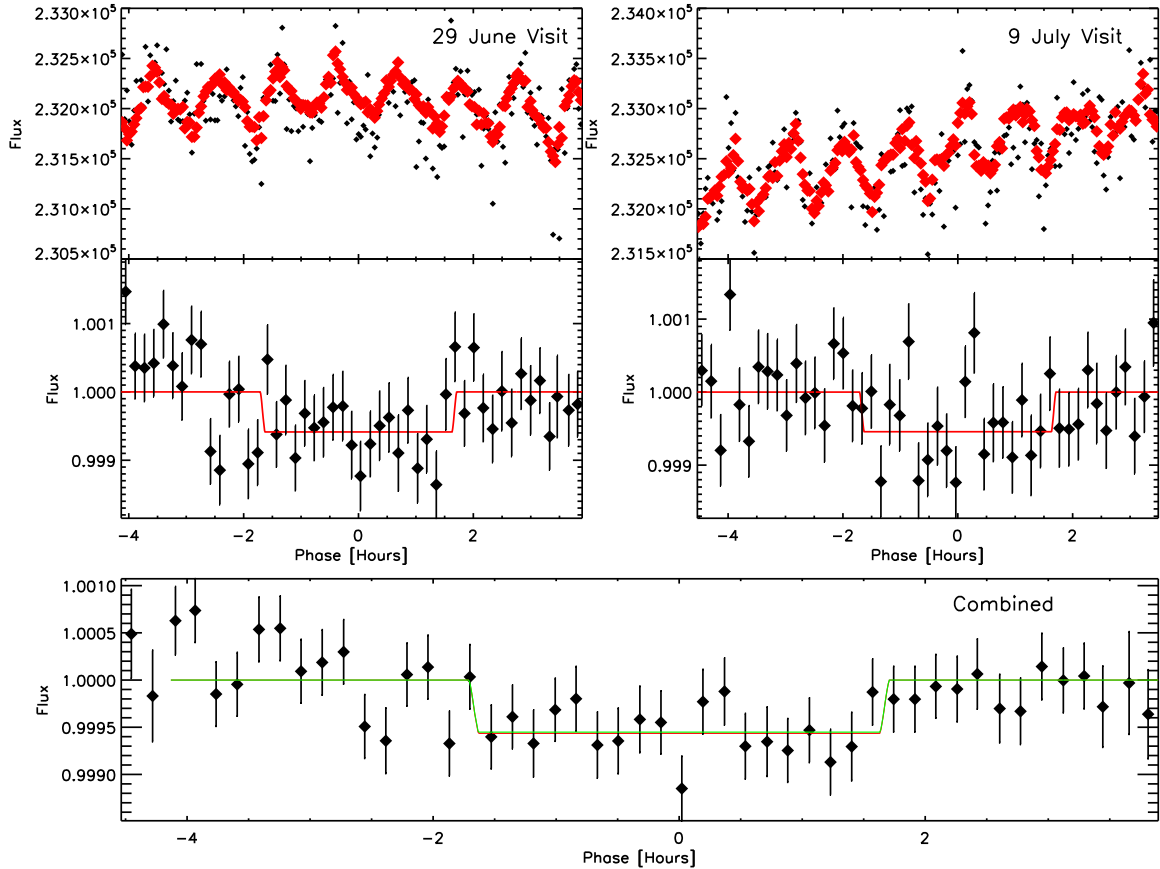 29 June Visit
2.330×10⁵
2.325×10⁵
2.320×10⁵
2.315×10⁵
2.310×10⁵
2.305×10⁵
Flux
9 July Visit
2.340×10⁵
2.335×10⁵
2.330×10⁵
2.325×10⁵
2.320×10⁵
2.315×10⁵
Flux
1.001
1.000
0.999
Flux
-4 -2 0 2
Phase [Hours]
1.001
1.000
0.999
Flux
-4 -2 0 2
Phase [Hours]
Combined
1.0010
1.0005
1.0000
0.9995
0.9990
Flux
-4 -2 0 2
Phase [Hours]